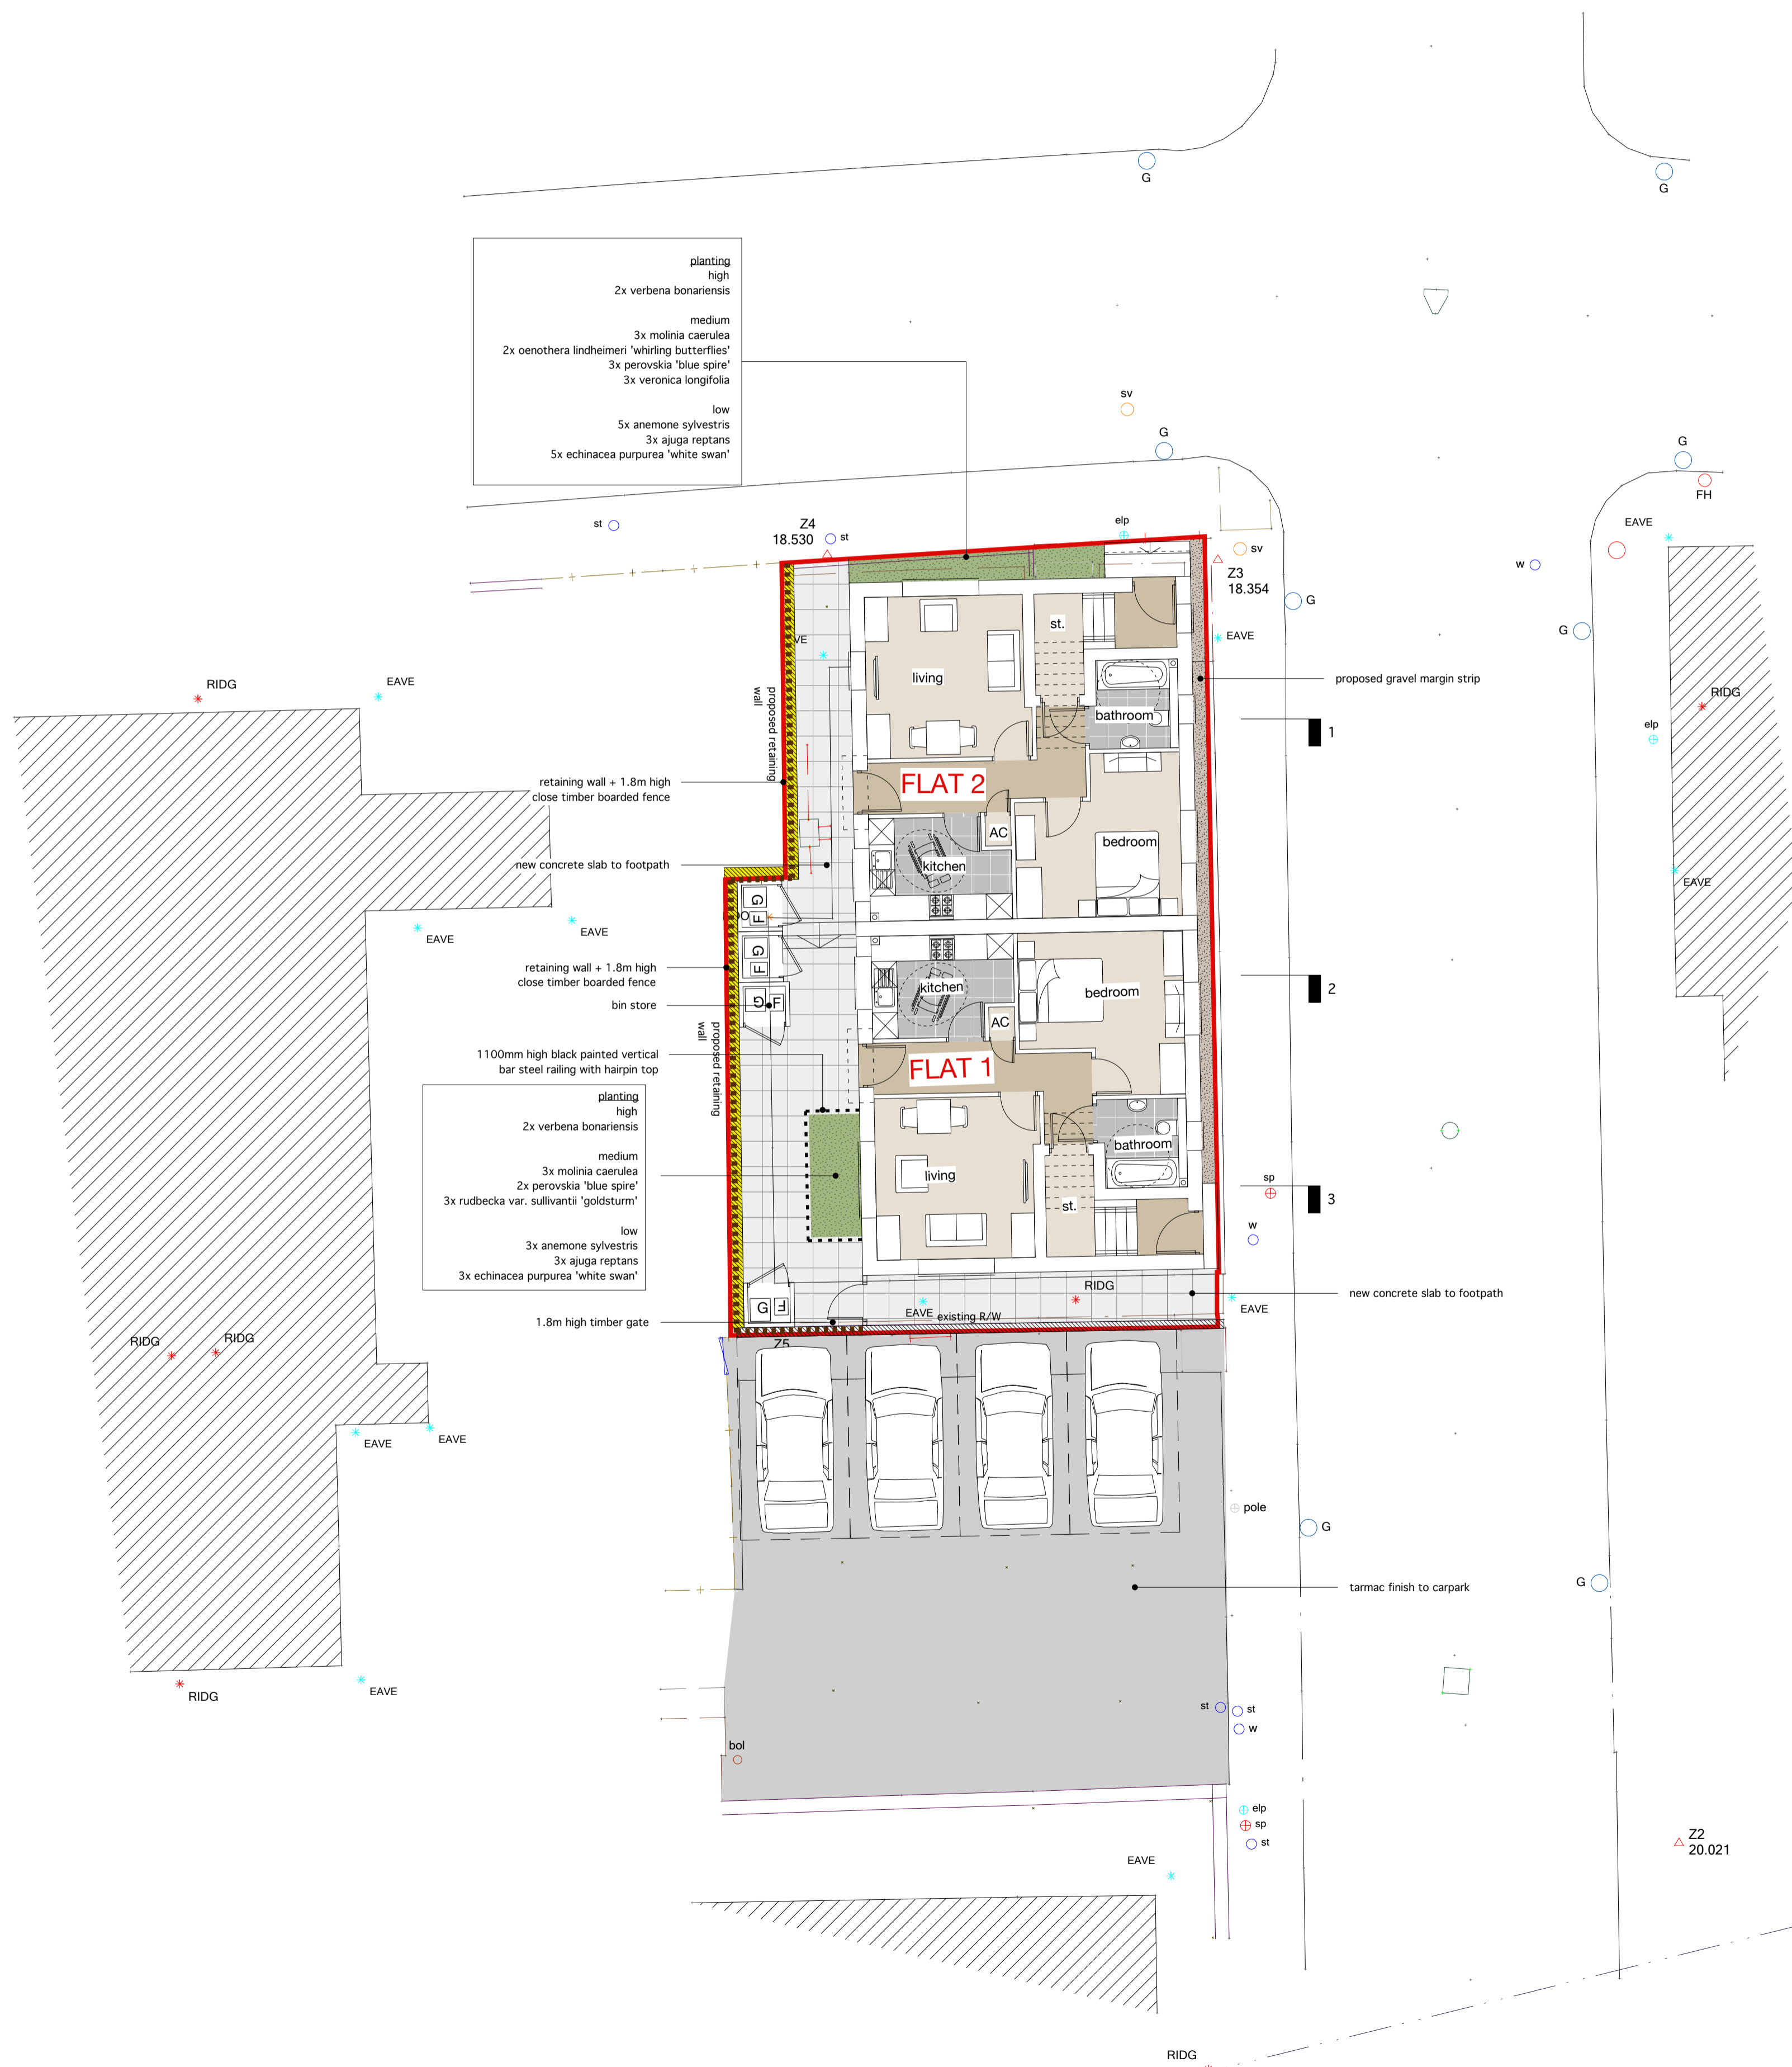 G
G
planting
high
2x verbena bonariensis
medium
3x molinia caerulea
2x oenothera lindheimeri 'whirling butterflies'
3x perovskia 'blue spire'
3x veronica longifolia
low
5x anemone sylvestris
3x ajuga reptans
5x echinacea purpurea 'white swan'
sv
G
G
FH
EAVE
st
Z4
18.530
st
elp
sv
Z3
18.354
w
G
G
EAVE
st.
living
bathroom
proposed gravel margin strip
RIDG
EAVE
RIDG
elp
1
proposed retaining
wall
retaining wall + 1.8m high
close timber boarded fence
FLAT 2
AC
bedroom
kitchen
new concrete slab to footpath
EAVE
G
F
EAVE
EAVE
G
F
retaining wall + 1.8m high
close timber boarded fence
kitchen
bedroom
2
bin store
G
F
AC
proposed retaining
wall
1100mm high black painted vertical
bar steel railing with hairpin top
FLAT 1
planting
high
2x verbena bonariensis
medium
3x molinia caerulea
2x perovskia 'blue spire'
3x rudbecka var. sullivantii 'goldsturm'
low
3x anemone sylvestris
3x ajuga reptans
3x echinacea purpurea 'white swan'
bathroom
living
st.
sp
3
w
RIDG
new concrete slab to footpath
G
F
EAVE
existing R/W
EAVE
1.8m high timber gate
Z5
RIDG
RIDG
EAVE
EAVE
pole
G
tarmac finish to carpark
G
RIDG
EAVE
st
st
w
bol
elp
sp
st
Z2
20.021
EAVE
RIDG